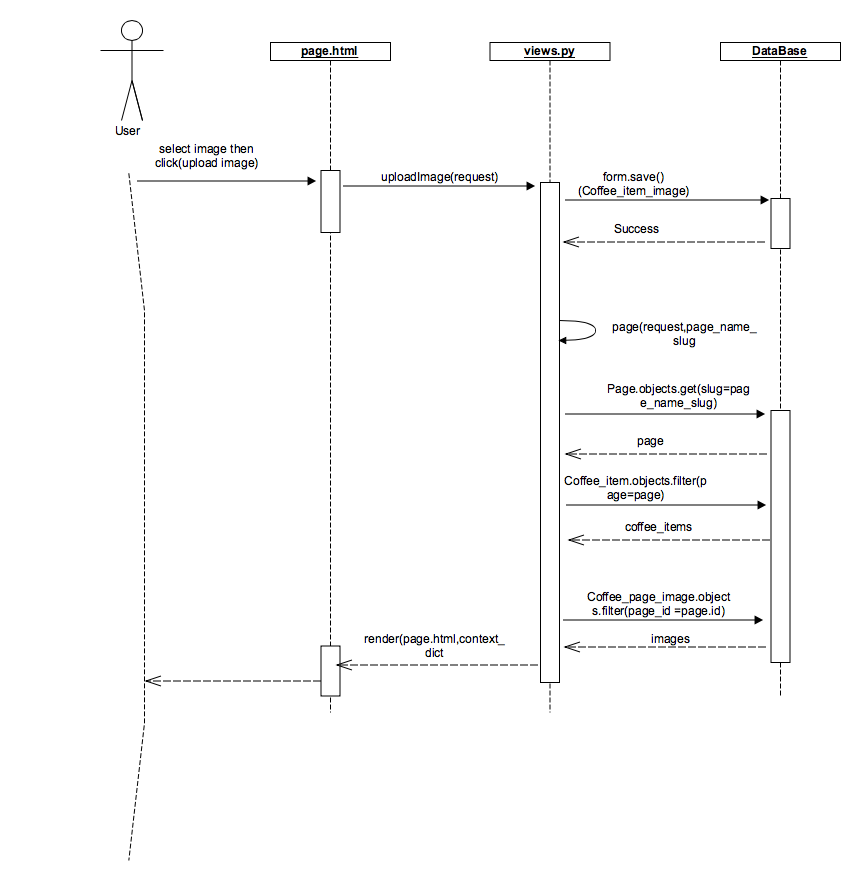 page.html
views.py
DataBase
User
select image then
click(upload image)
uploadImage(request)
form.save()
(Coffee_item_image)
Success
page(request,page_name_
slug
Page.objects.get(slug=pag
e_name_slug)
page
Coffee_item.objects.filter(p
age=page)
coffee_items
Coffee_page_image.object
s.filter(page_id =page.id)
images
render(page.html,context_
dict